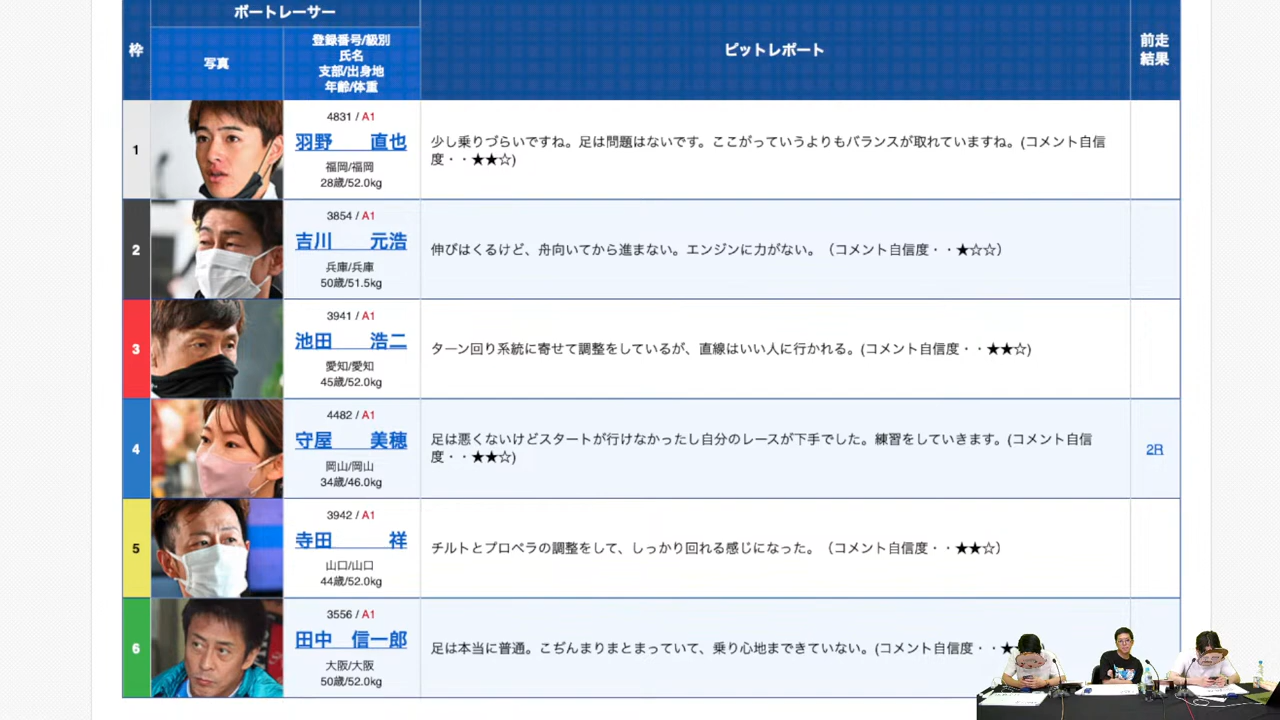 ボートレーサー
枠
写真
登録番号/級別
氏名
支部/出身地
年齢/体重
ピットレポート
前走
結果
1
4831 / A1
羽野 直也
福岡/福岡
28歳/52.0kg
少し乗りづらいですね。足は問題はないです。ここがっていうよりもバランスが取れていますね。(コメント自信
度・・★★☆)
2
3854 / A1
吉川 元浩
兵庫/兵庫
50歳/51.5kg
伸びはくるけど、舟向いてから進まない。エンジンに力がない。（コメント自信度・・★☆☆）
3
3941 / A1
池田 浩二
愛知/愛知
45歳/52.0kg
ターン回り系統に寄せて調整をしているが、直線はいい人に行かれる。(コメント自信度・・★★☆)
4
4482 / A1
守屋 美穂
岡山/岡山
34歳/46.0kg
足は悪くないけどスタートが行けなかったし自分のレースが下手でした。練習をしていきます。(コメント自信
度・・★★☆)
2R
5
3942 / A1
寺田 祥
山口/山口
44歳/52.0kg
チルトとプロペラの調整をして、しっかり回れる感じになった。（コメント自信度・・★★☆）
6
3556 / A1
田中 信一郎
大阪/大阪
50歳/52.0kg
足は本当に普通。こぢんまりまとまっていて、乗り心地まできていない。(コメント自信度・・★